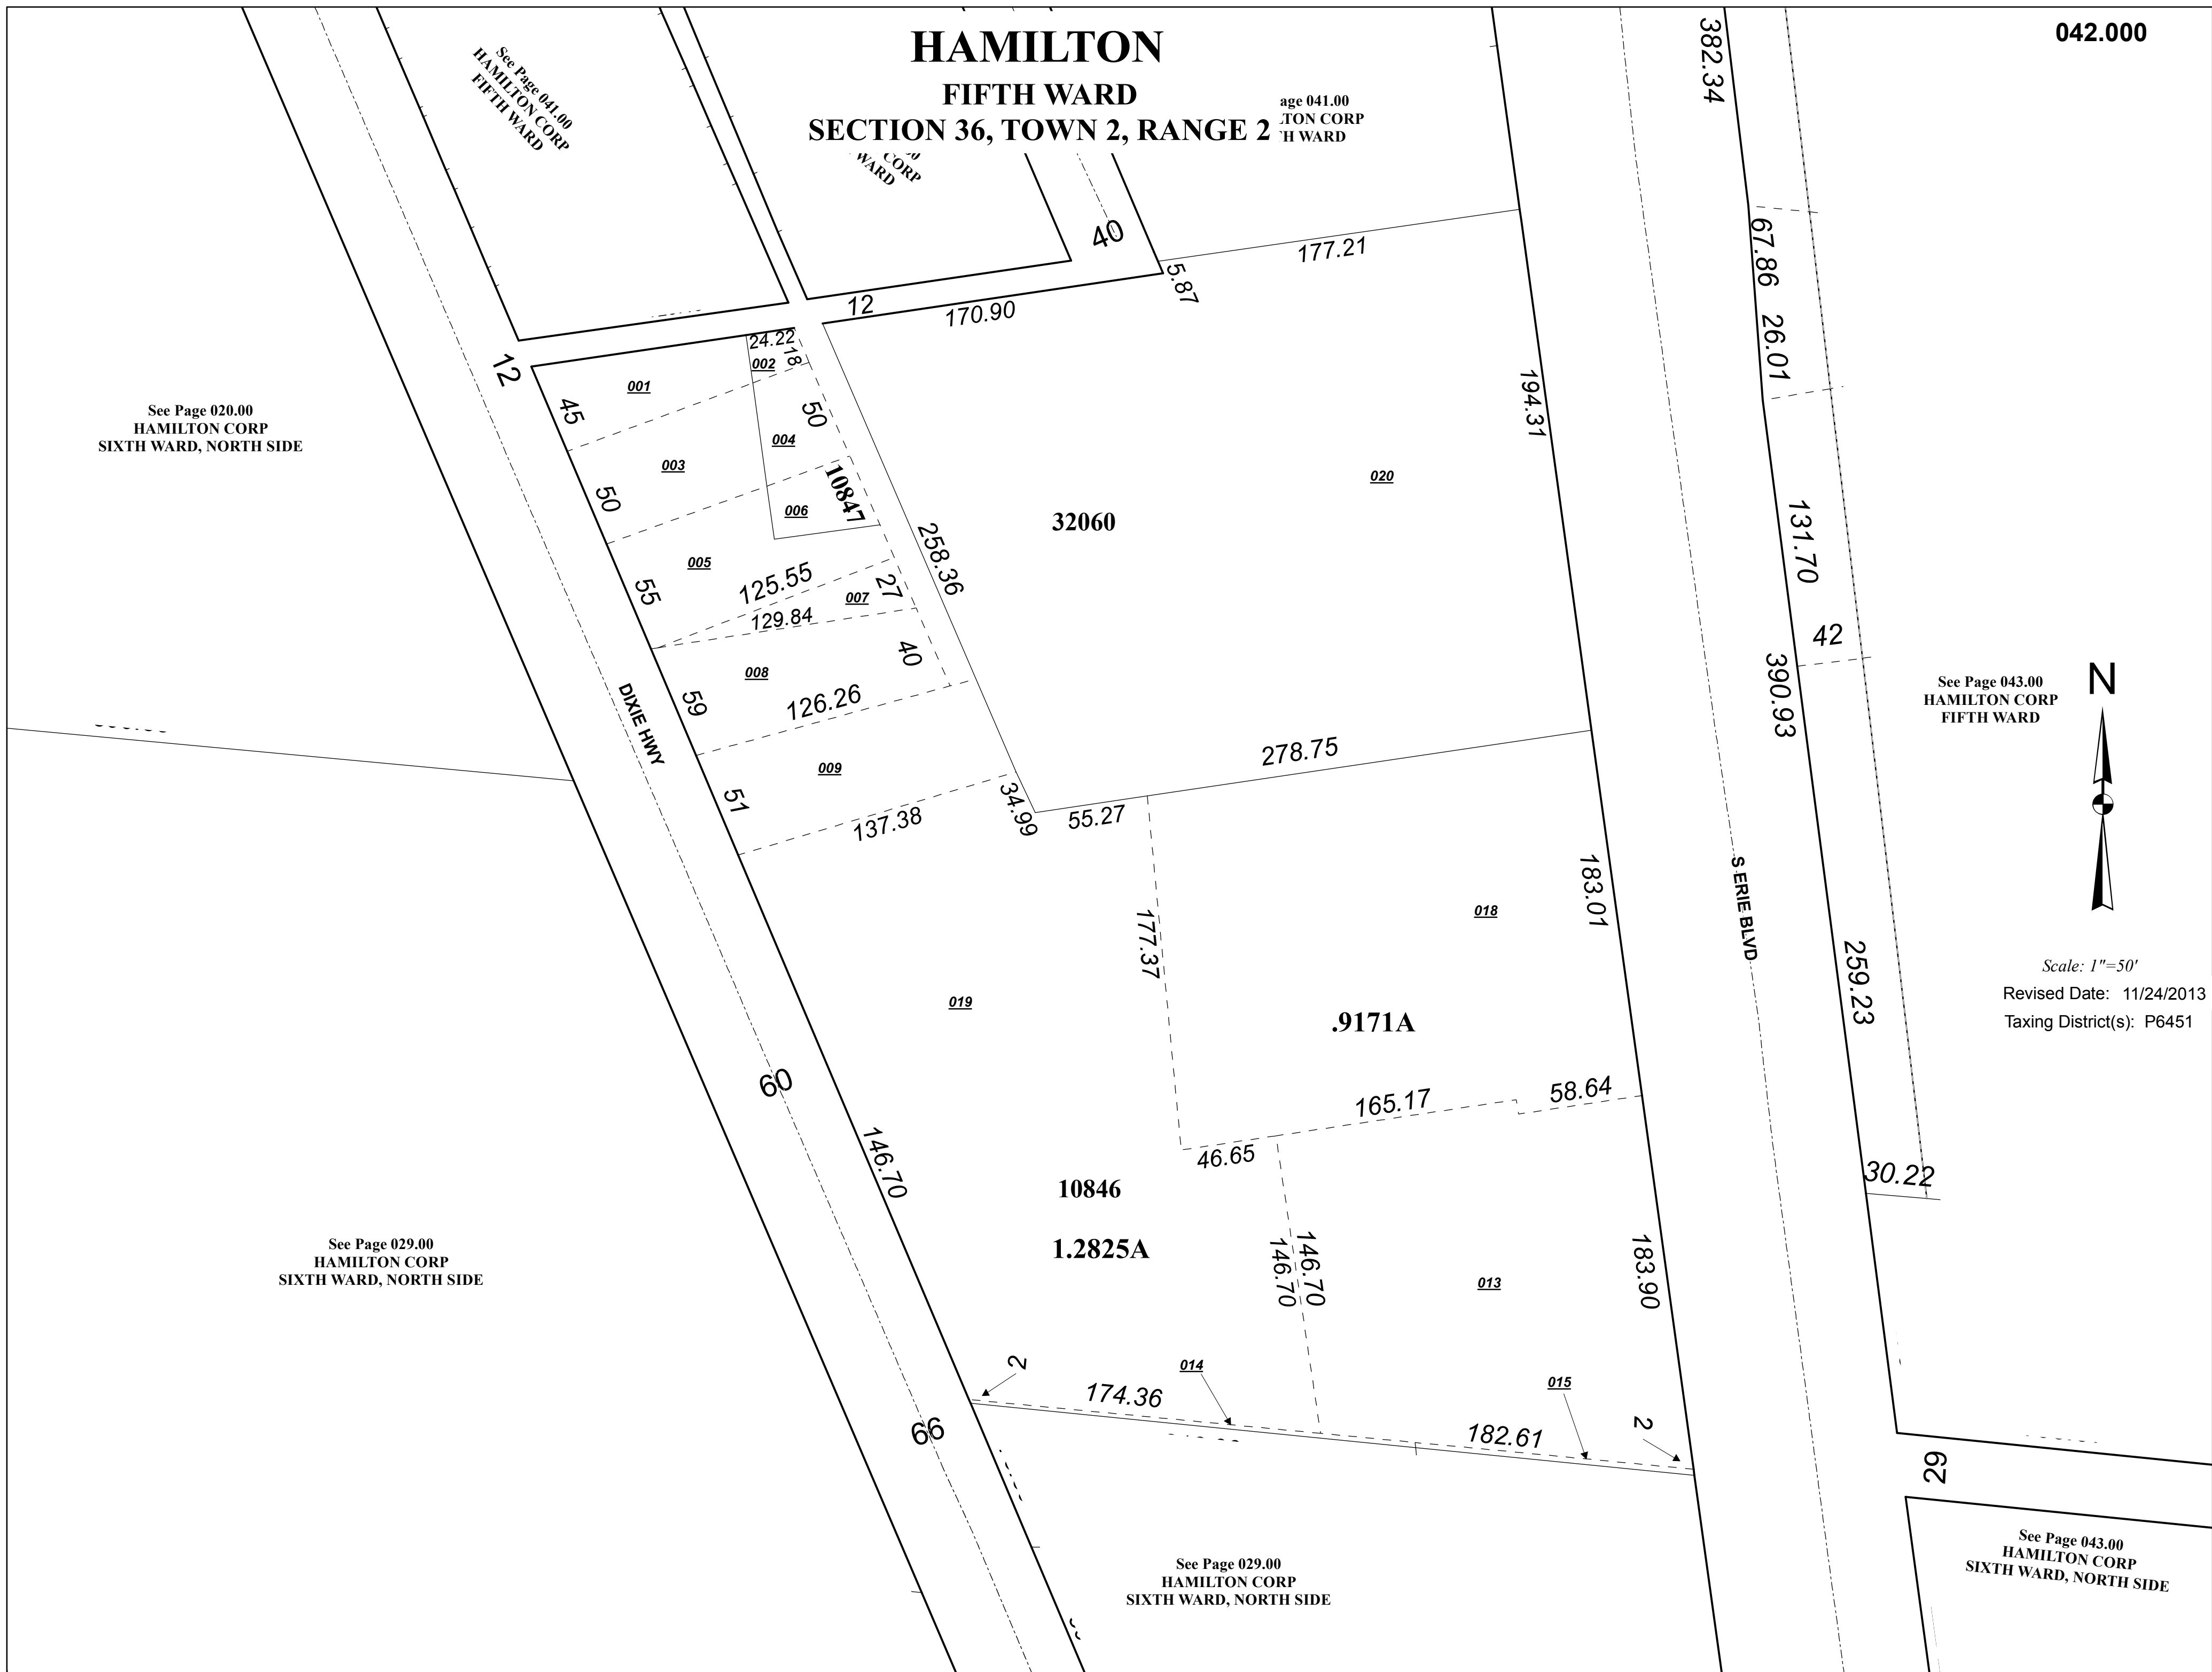 HAMILTON
FIFTH WARD
SECTION 36, TOWN 2, RANGE 2
042.000
See Page 041.00
HAMILTON CORP
FIFTH WARD
CORP
WARD
age 041.00
TON CORP
H WARD
382.34
40
177.21
5.87
67.86
26.01
12
170.90
12
24.22
18
002
001
45
50
004
003
194.31
See Page 020.00
HAMILTON CORP
SIXTH WARD, NORTH SIDE
020
10847
50
006
32060
131.70
258.36
005
125.55
55
27
007
129.84
42
40
008
390.93
126.26
59
DIXIE HWY
See Page 043.00
HAMILTON CORP
FIFTH WARD
N
278.75
009
51
34.99
55.27
137.38
183.01
S ERIE BLVD
018
177.37
259.23
Scale: 1"=50'
Revised Date: 11/24/2013
Taxing District(s): P6451
019
.9171A
60
58.64
165.17
46.65
146.70
30.22
10846
1.2825A
See Page 029.00
HAMILTON CORP
SIXTH WARD, NORTH SIDE
146.70
146.70
183.90
013
2
014
174.36
015
2
182.61
66
29
See Page 029.00
HAMILTON CORP
SIXTH WARD, NORTH SIDE
See Page 043.00
HAMILTON CORP
SIXTH WARD, NORTH SIDE